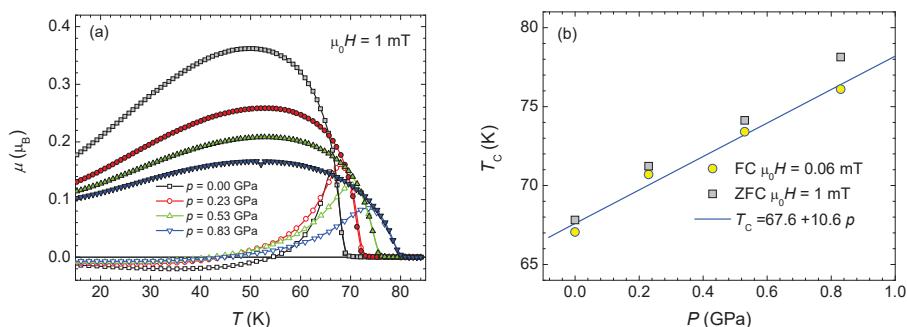 (a)
μ₀H = 1 mT
0.4
0.3
0.2
0.1
0.0
μ (μB)
p = 0.00 GPa
p = 0.23 GPa
p = 0.53 GPa
p = 0.83 GPa
20 30 40 50 60 70 80
T (K)
(b)
80
75
70
65
TC (K)
FC μ₀H = 0.06 mT
ZFC μ₀H = 1 mT
TC =67.6 +10.6 p
0.0 0.2 0.4 0.6 0.8 1.0
P (GPa)